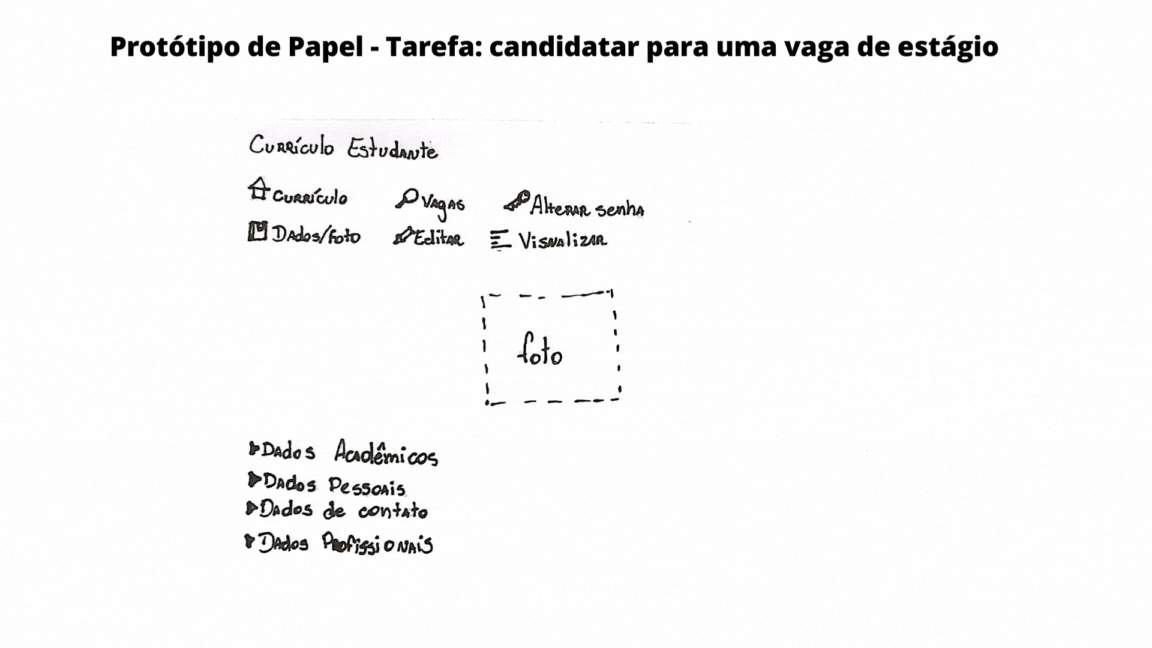 Protótipo de Papel - Tarefa: candidatar para uma vaga de estágio
Currículo Estudante
Currículo Vagas Alterar senha
Dados/foto Editar Visualizar
foto
Dados Acadêmicos
Dados Pessoais
Dados de contato
Dados Profissionais